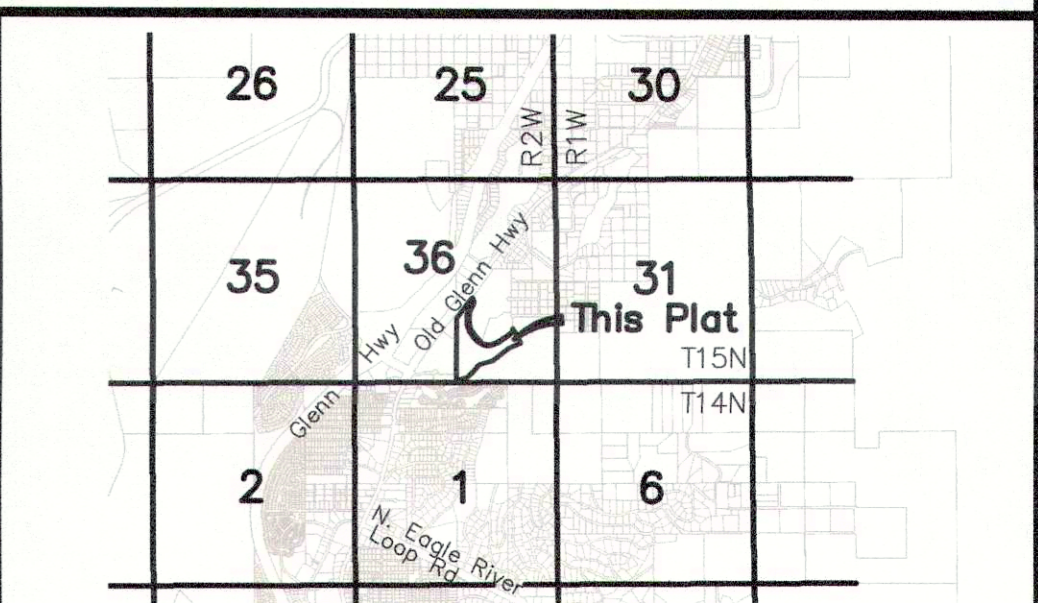 26
25
30
R2W
R1W
35
36
Old Glenn Hwy
31
This Plat
T15N
Glenn Hwy
T14N
2
1
6
N. Eagle River
Loop Rd